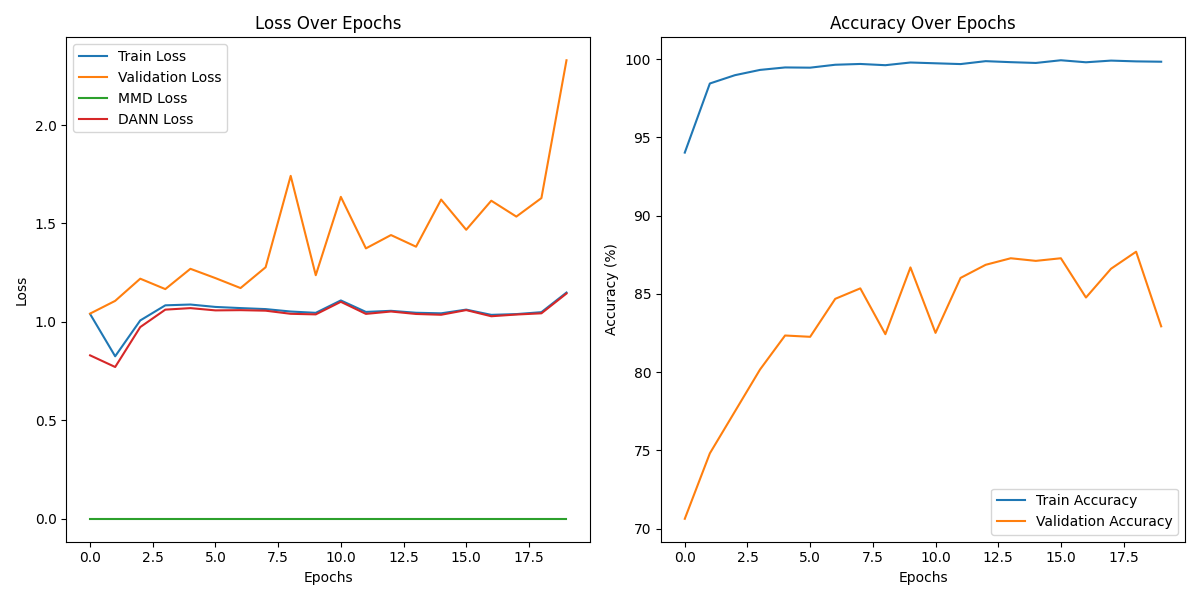 Loss Over Epochs
Train Loss
Validation Loss
MMD Loss
DANN Loss
2.0
1.5
1.0
0.5
0.0
Loss
0.0 2.5 5.0 7.5 10.0 12.5 15.0 17.5
Epochs
Accuracy Over Epochs
100
95
90
85
80
75
70
Accuracy (%)
Train Accuracy
Validation Accuracy
0.0 2.5 5.0 7.5 10.0 12.5 15.0 17.5
Epochs